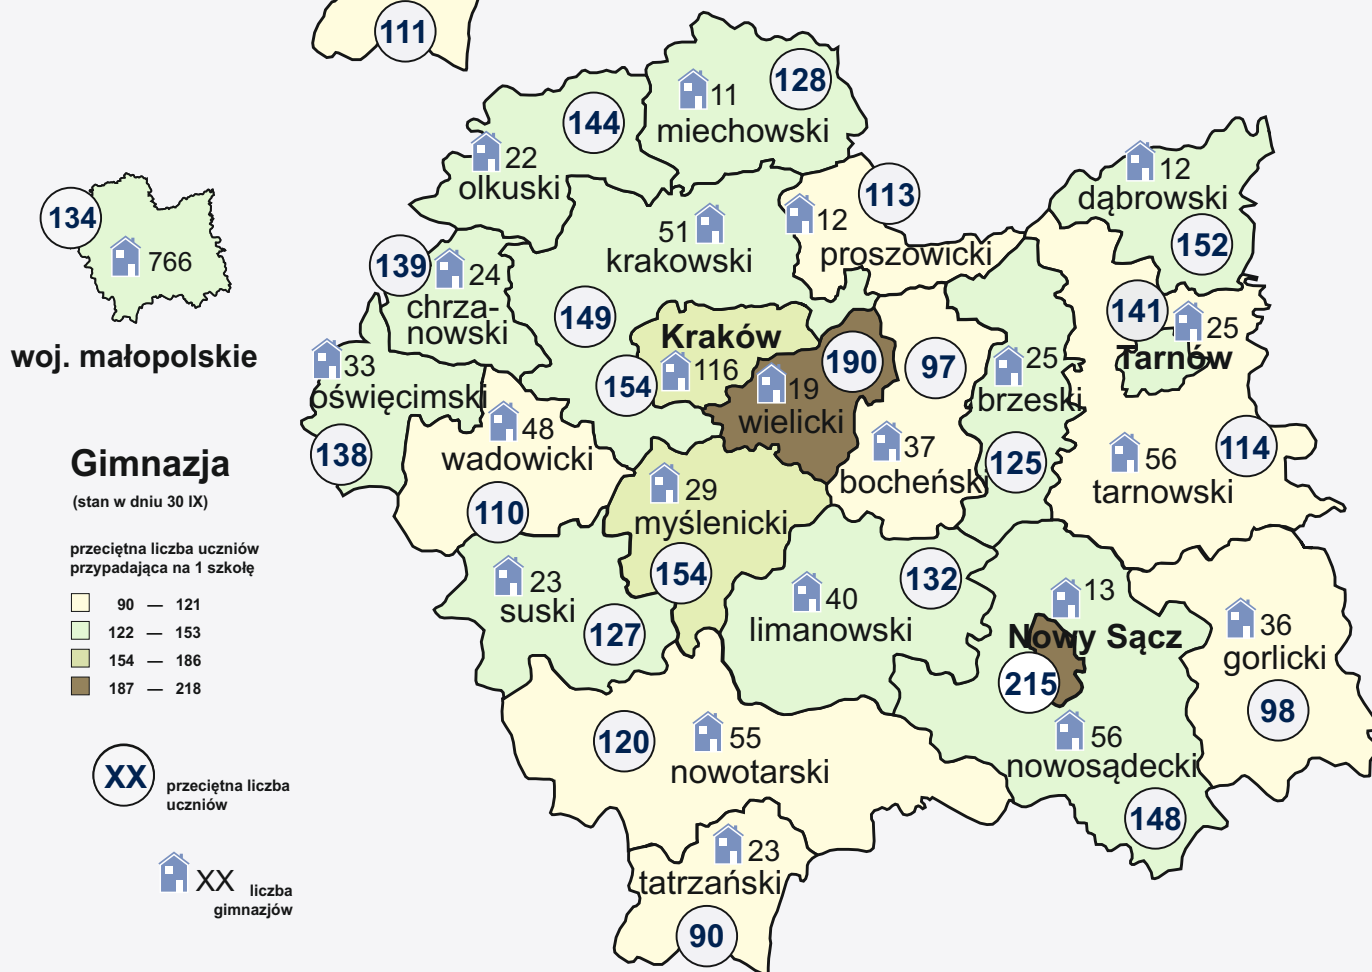 111
128
11
miechowski
144
22
olkuski
12
dąbrowski
152
113
12
proszowicki
134
766
woj. małopolskie
51
krakowski
149
139
24
chrza-
nowski
141
25
Tarnów
Kraków
116
154
190
19
wielicki
97
37
bocheński
25
brzeski
125
33
oświęcimski
138
48
wadowicki
110
56
tarnowski
114
29
myślenicki
154
Gimnazja
(stan w dniu 30 IX)
przeciętna liczba uczniów
przypadająca na 1 szkołę
90 — 121
122 — 153
154 — 186
187 — 218
23
suski
127
40
limanowski
132
13
Nowy Sącz
215
36
gorlicki
98
120
55
nowotarski
56
nowosądecki
148
XX
przeciętna liczba
uczniów
23
tatrzański
90
XX liczba
gimnazjów